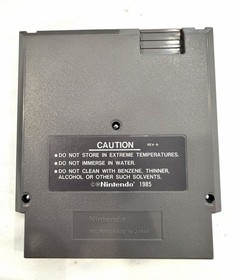 CAUTION
REV-A
●DO NOT STORE IN EXTREME TEMPERATURES.
●DO NOT IMMERSE IN WATER.
●DO NOT CLEAN WITH BENZENE, THINNER,
ALCOHOL OR OTHER SUCH SOLVENTS.
©®Nintendo 1985
Nintendo